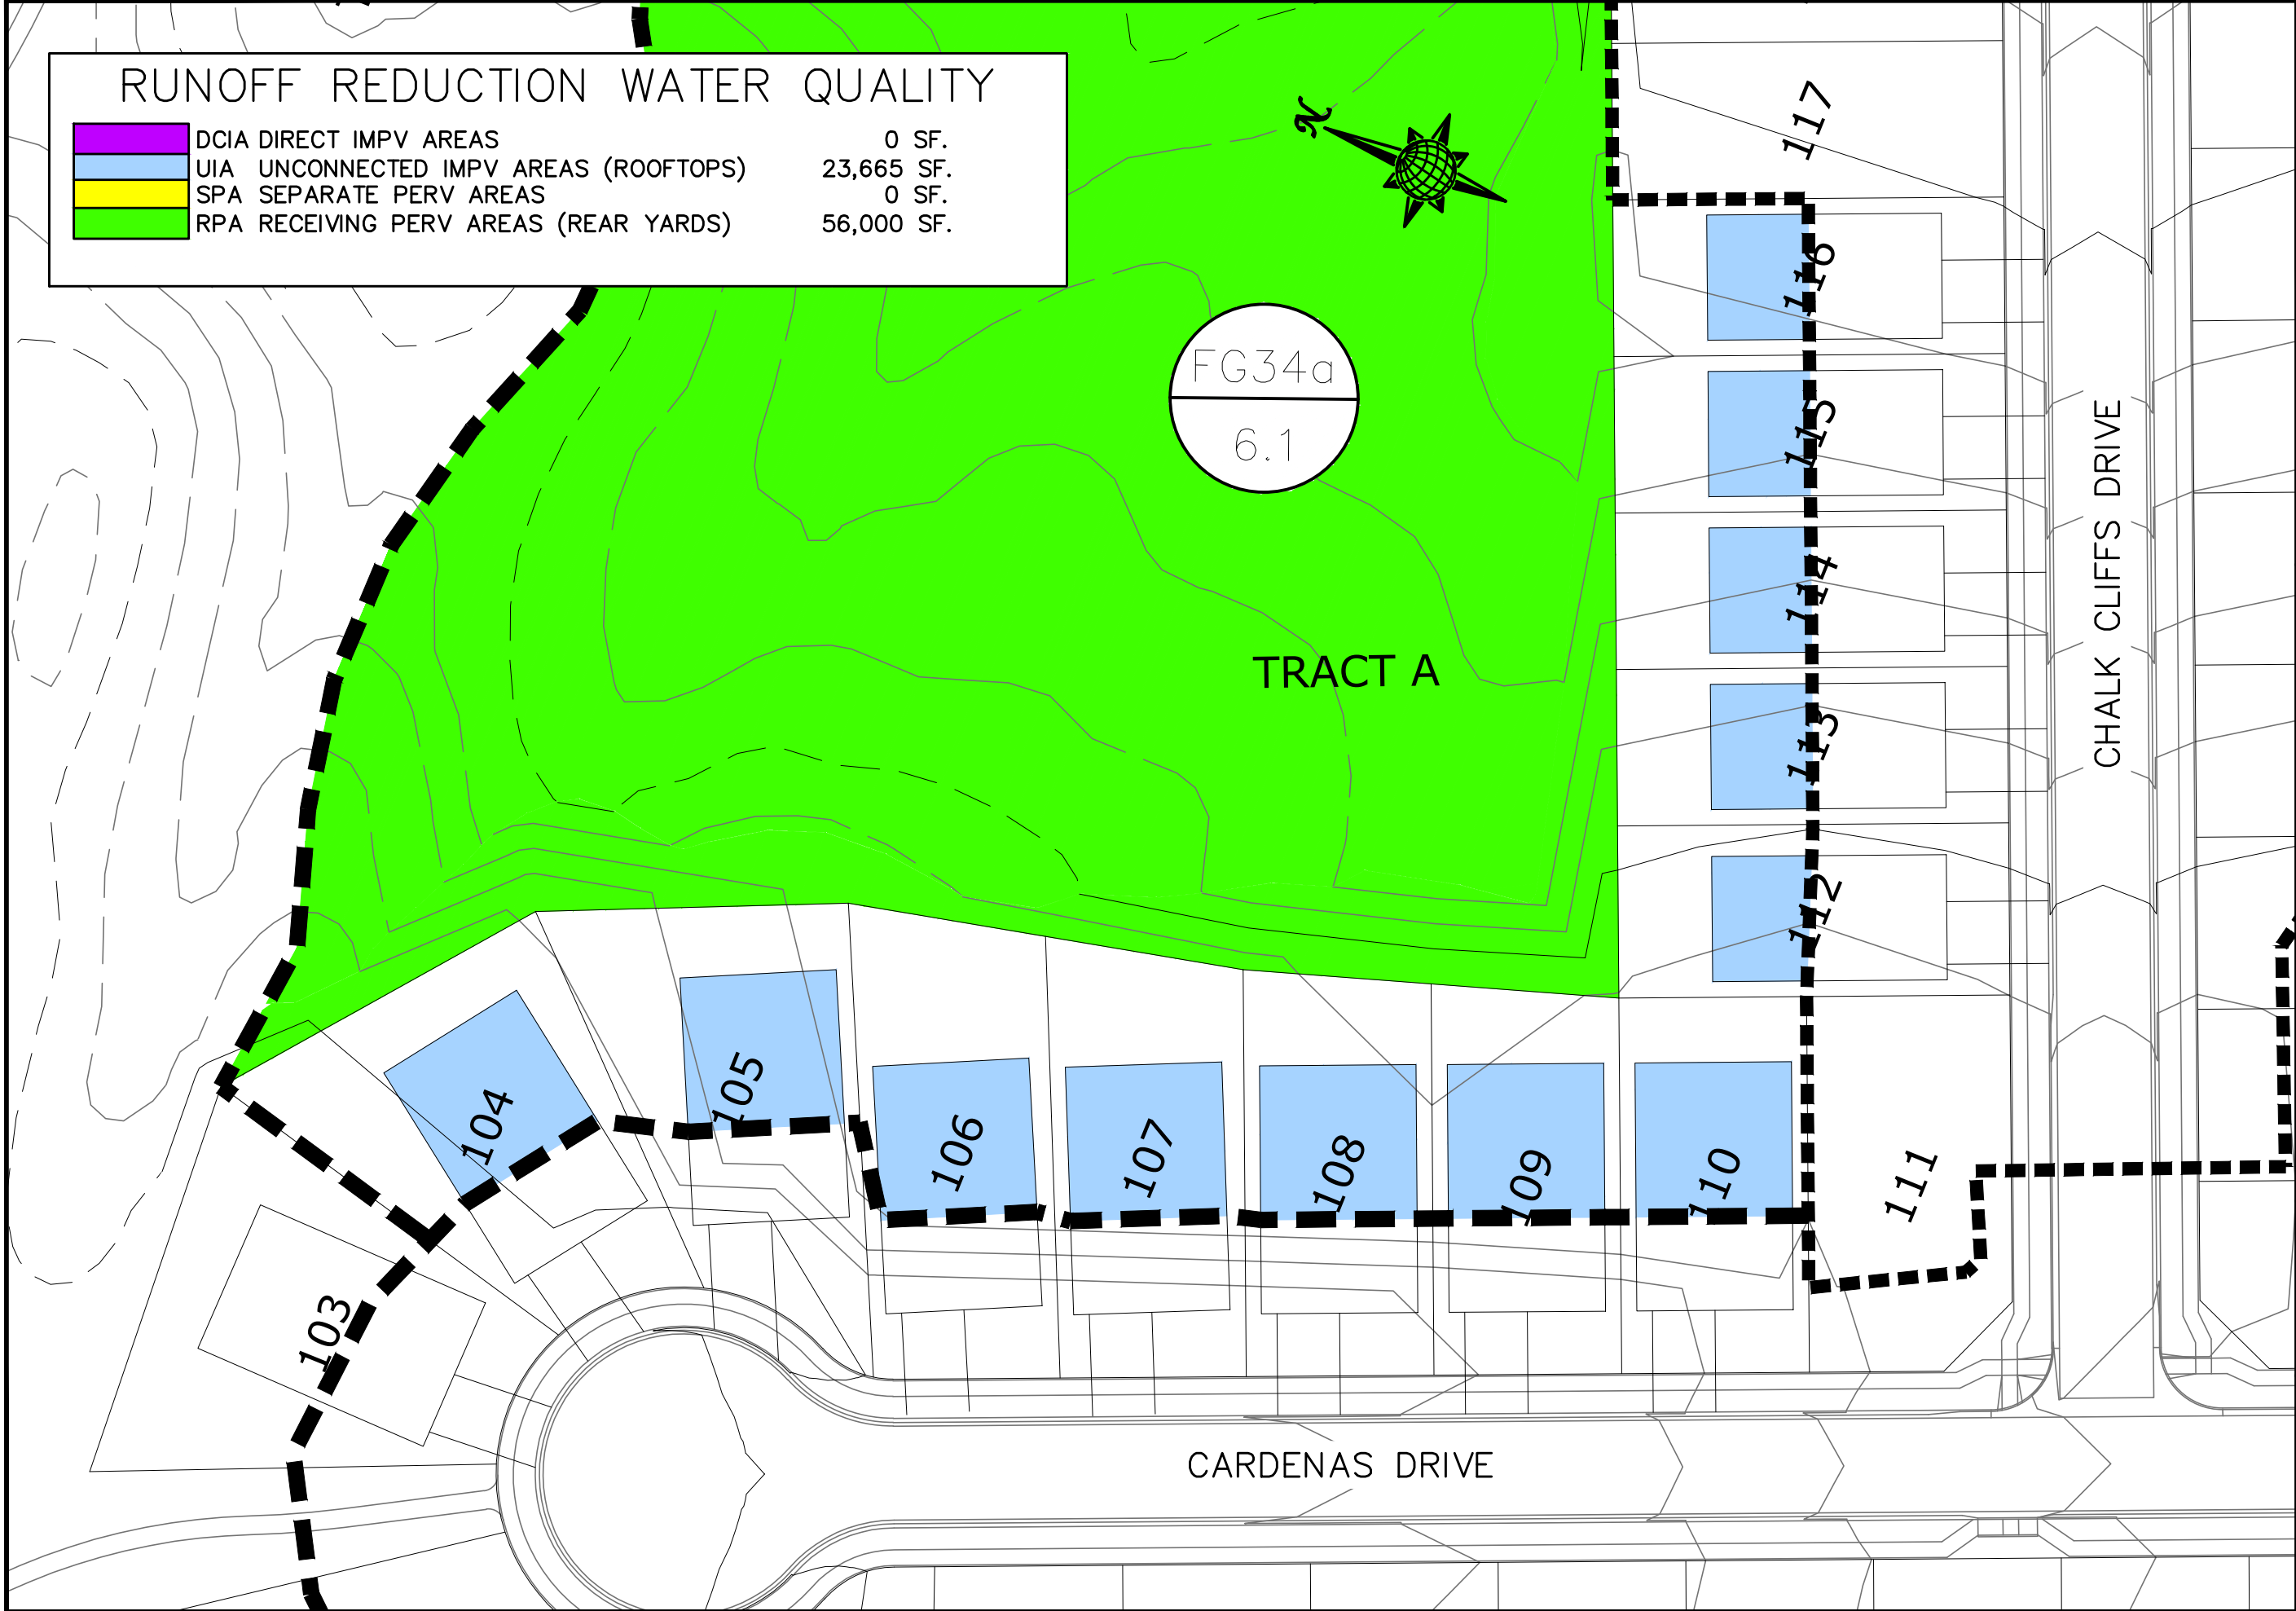 RUNOFF REDUCTION WATER QUALITY
DCIA DIRECT IMPV AREAS 0 SF.
UIA UNCONNECTED IMPV AREAS (ROOFTOPS) 23,665 SF.
SPA SEPARATE PERV AREAS 0 SF.
RPA RECEIVING PERV AREAS (REAR YARDS) 56,000 SF.
N
117
116
FG34a
6.1
115
CHALK CLIFFS DRIVE
114
TRACT A
113
112
105
104
106
107
108
109
110
111
103
CARDENAS DRIVE